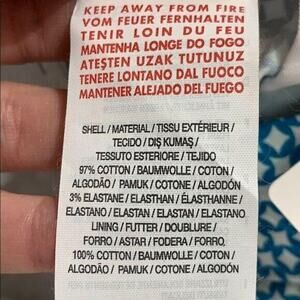 KEEP AWAY FROM FIRE
VOM FEUER FERNHALTEN
TENIR LOIN DU FEU
MANTENHA LONGE DO FOGO
ATEŞTEN UZAK TUTUNUZ
TENERE LONTANO DAL FUOCO
MANTENER ALEJADO DEL FUEGO
SHELL / MATERIAL / TISSU EXTÉRIEUR /
TECIDO / DIŞ KUMAŞ /
TESSUTO ESTERIORE / TEJIDO
97% COTTON / BAUMWOLLE / COTON /
ALGODÃO / PAMUK / COTONE / ALGODÓN
3% ELASTANE / ELASTHAN / ÉLASTHANNE /
ELASTANO / ELASTAN / ELASTAN / ELASTANO
LINING / FUTTER / DOUBLURE /
FORRO / ASTAR / FODERA / FORRO
100% COTTON / BAUMWOLLE / COTON /
ALGODÃO / PAMUK / COTONE / ALGODÓN